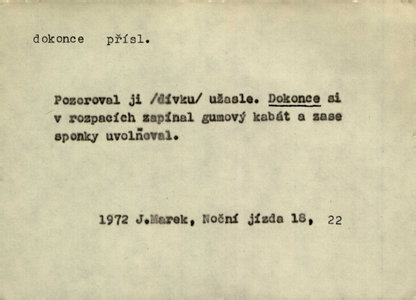 dokonce přísl.
Pozoroval ji /dívku/ užasle. Dokonce si
v rozpacích zapínal gumový kabát a zase
sponky uvolňoval.
1972 J.Marek, Noční jízda 18, 22